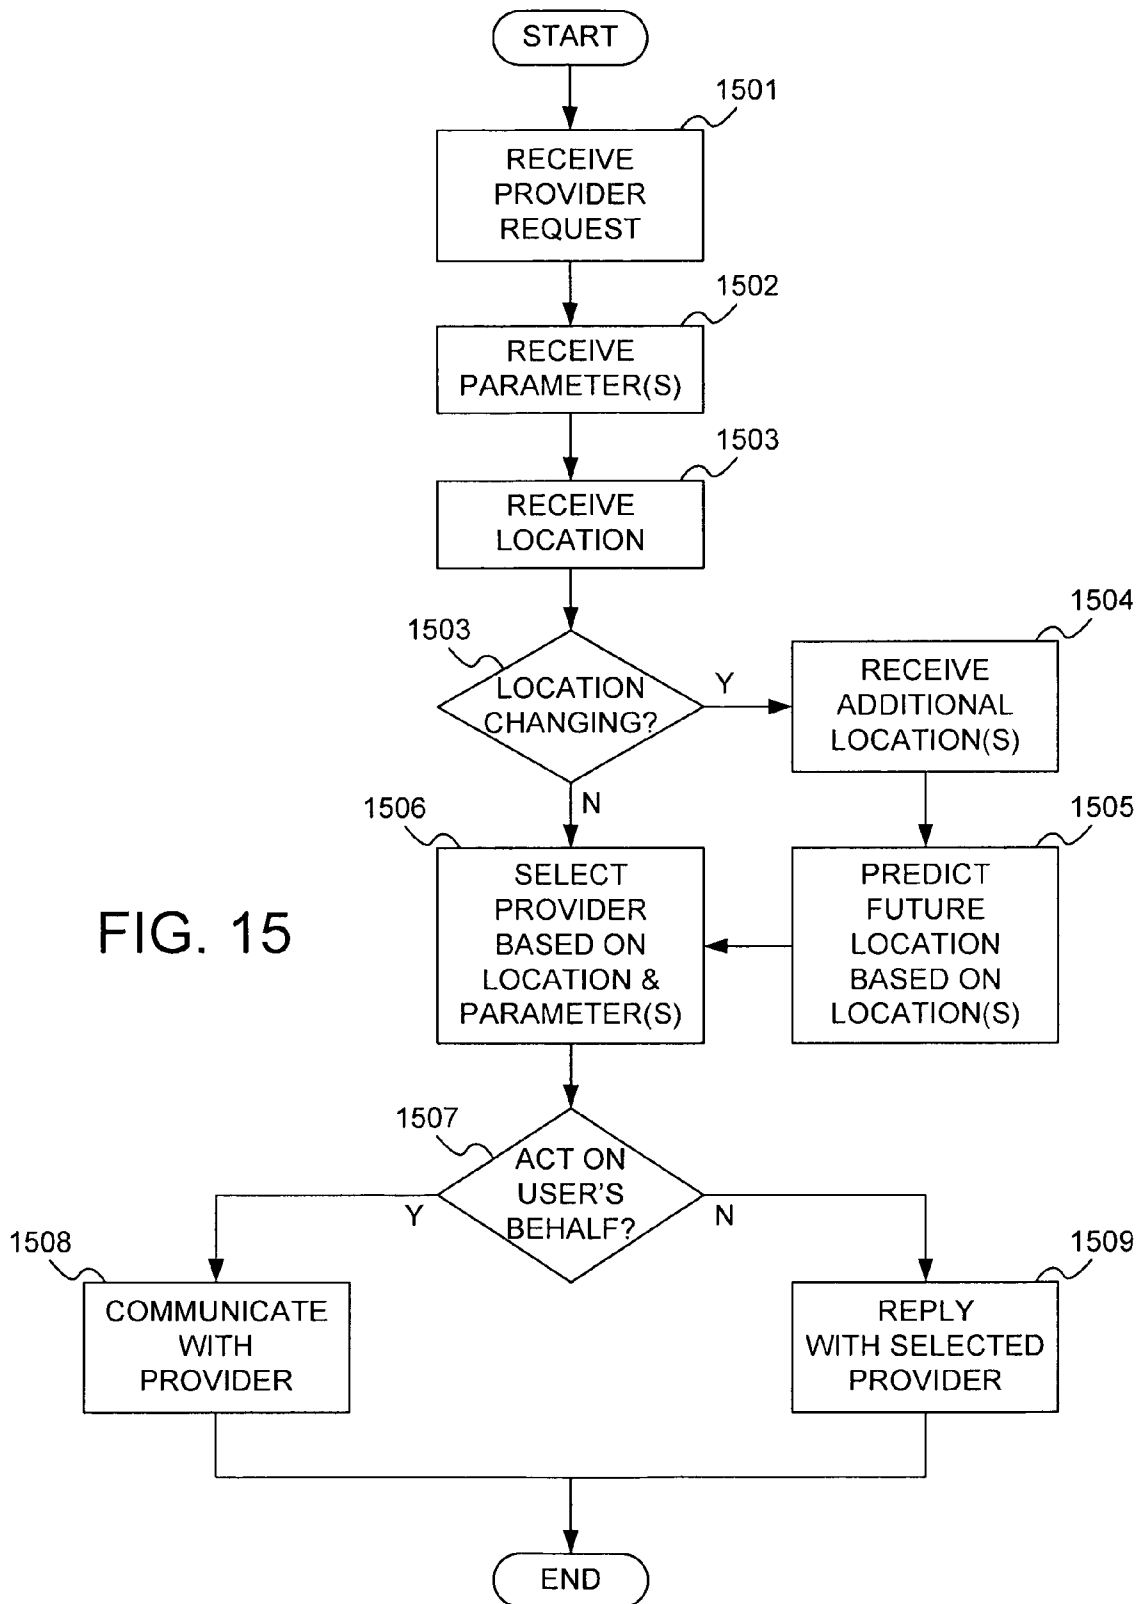 START
1501
RECEIVE
PROVIDER
REQUEST
1502
RECEIVE
PARAMETER(S)
1503
RECEIVE
LOCATION
1503
LOCATION
CHANGING?
Y
N
1504
RECEIVE
ADDITIONAL
LOCATION(S)
1505
PREDICT
FUTURE
LOCATION
BASED ON
LOCATION(S)
1506
SELECT
PROVIDER
BASED ON
LOCATION &
PARAMETER(S)
FIG. 15
1507
ACT ON
USER'S
BEHALF?
Y
N
1508
COMMUNICATE
WITH
PROVIDER
1509
REPLY
WITH SELECTED
PROVIDER
END